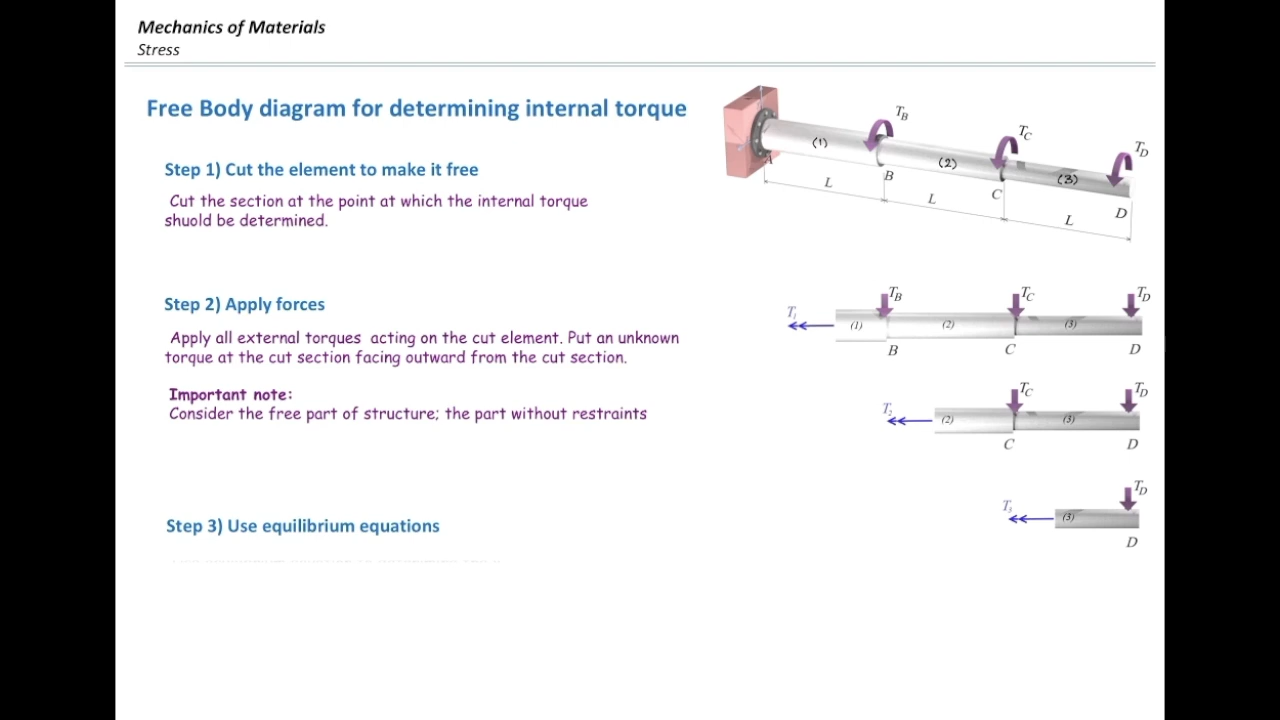 Mechanics of Materials
Stress
Free Body diagram for determining internal torque
Step 1) Cut the element to make it free
Cut the section at the point at which the internal torque
shuold be determined.
Step 2) Apply forces
Apply all external torques acting on the cut element. Put an unknown
torque at the cut section facing outward from the cut section.
Important note:
Consider the free part of structure; the part without restraints
Step 3) Use equilibrium equations
T_B
T_C
T_D
(1)
(2)
(3)
A
B
C
D
L
L
L
T_B
T_C
T_D
T_1
(1)
(2)
(3)
B
C
D
T_C
T_D
T_2
(2)
(3)
C
D
T_D
T_3
(3)
D